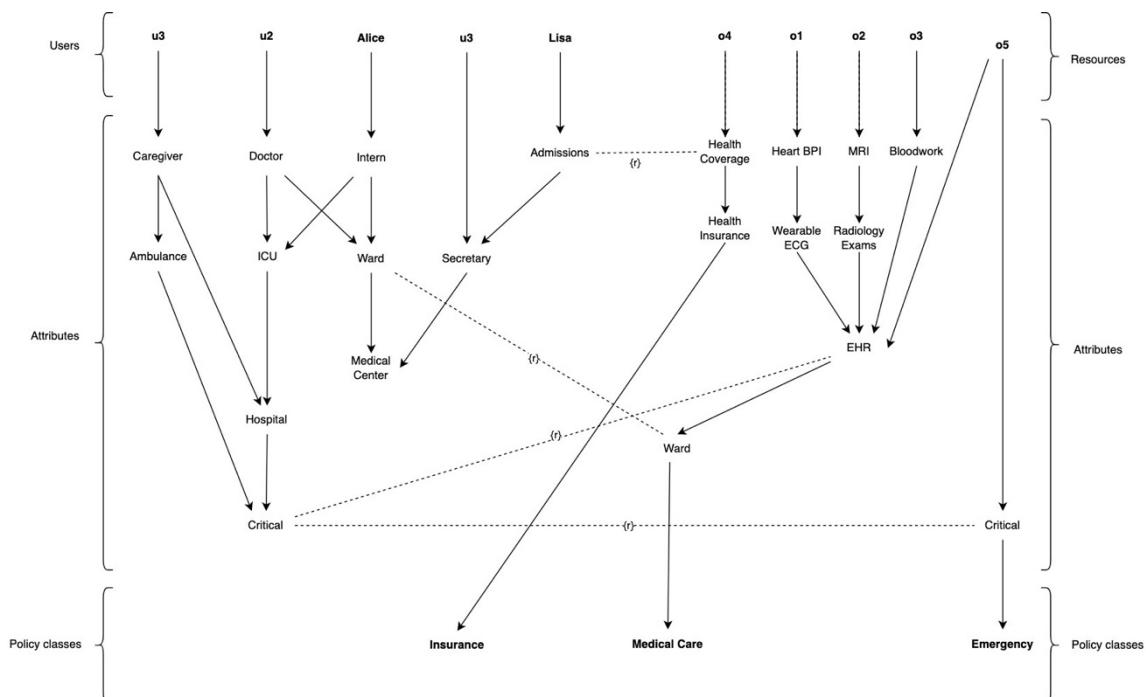 u3
u2
Alice
u3
Lisa
o4
o1
o2
o3
o5
Users
Resources
Caregiver
Doctor
Intern
Admissions
{r}
Health
Coverage
Heart BPI
MRI
Bloodwork
Ambulance
ICU
Ward
Secretary
Health
Insurance
Wearable
ECG
Radiology
Exams
Attributes
Medical
Center
{r}
EHR
Attributes
Hospital
{r}
Ward
Critical
{r}
Critical
Policy classes
Insurance
Medical Care
Emergency
Policy classes